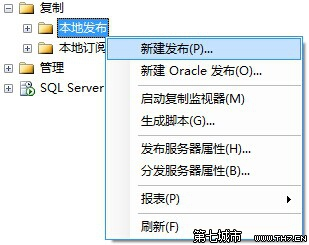 复制
本地发布
本地订阅
管理
SQL Server
新建发布(P)...
新建 Oracle 发布(O)...
启动复制监视器(M)
生成脚本(G)...
发布服务器属性(H)...
分发服务器属性(B)...
报表(P)
刷新(F)
第七城市
WWW.TH7.CN